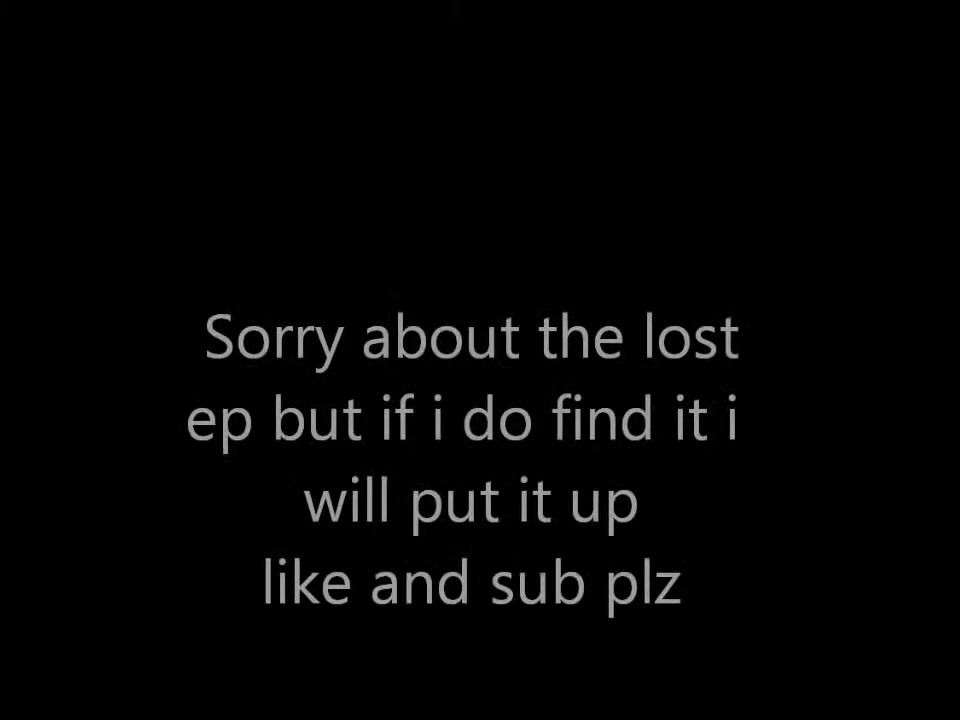 Sorry about the lost
ep but if i do find it i
will put it up
like and sub plz